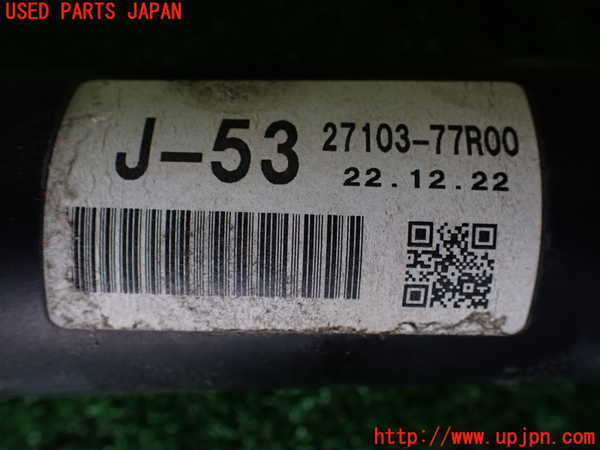 USED PARTS JAPAN
J-53
27103-77R00
22.12.22
http://www.upjpn.com/